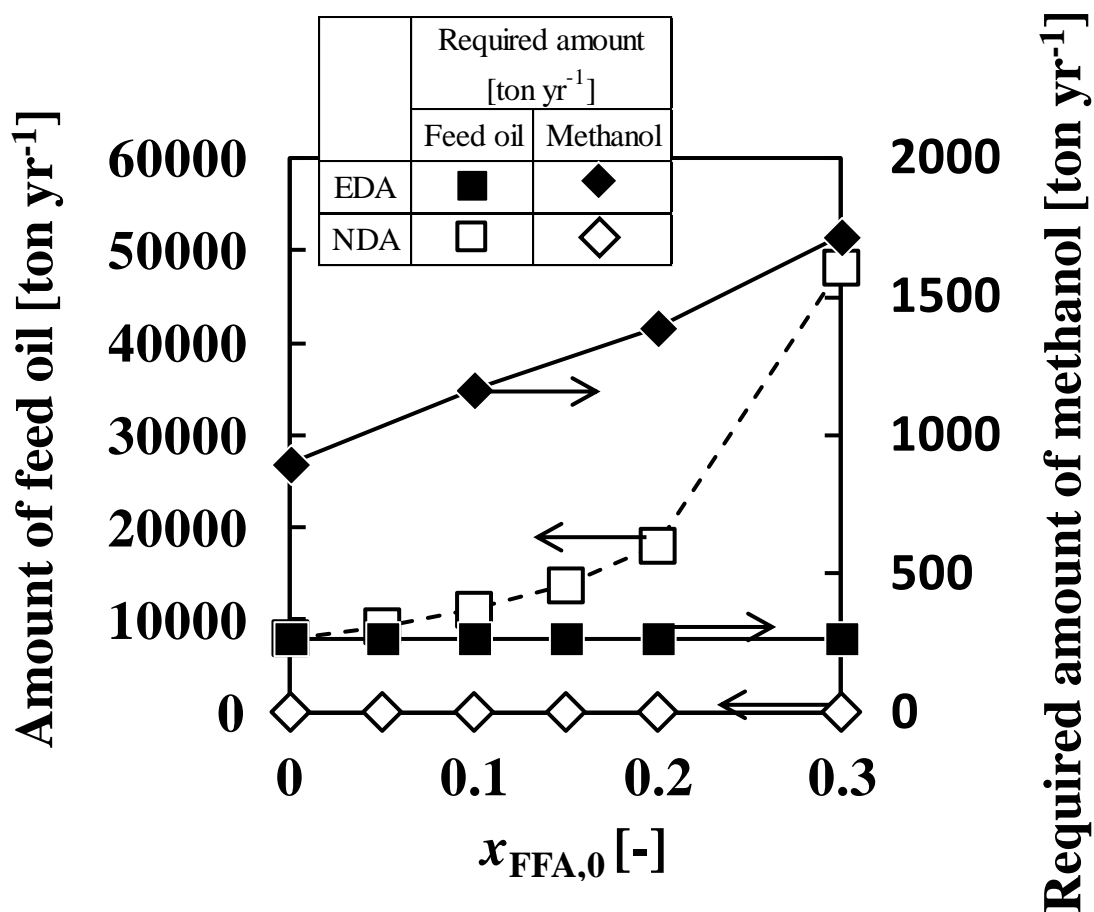 Required amount
[ton yr-1]
Feed oil Methanol
EDA
NDA
Amount of feed oil [ton yr-1]
60000
50000
40000
30000
20000
10000
0
2000
1500
1000
500
0
Required amount of methanol [ton yr-1]
0 0.1 0.2 0.3
xFFA,0 [-]